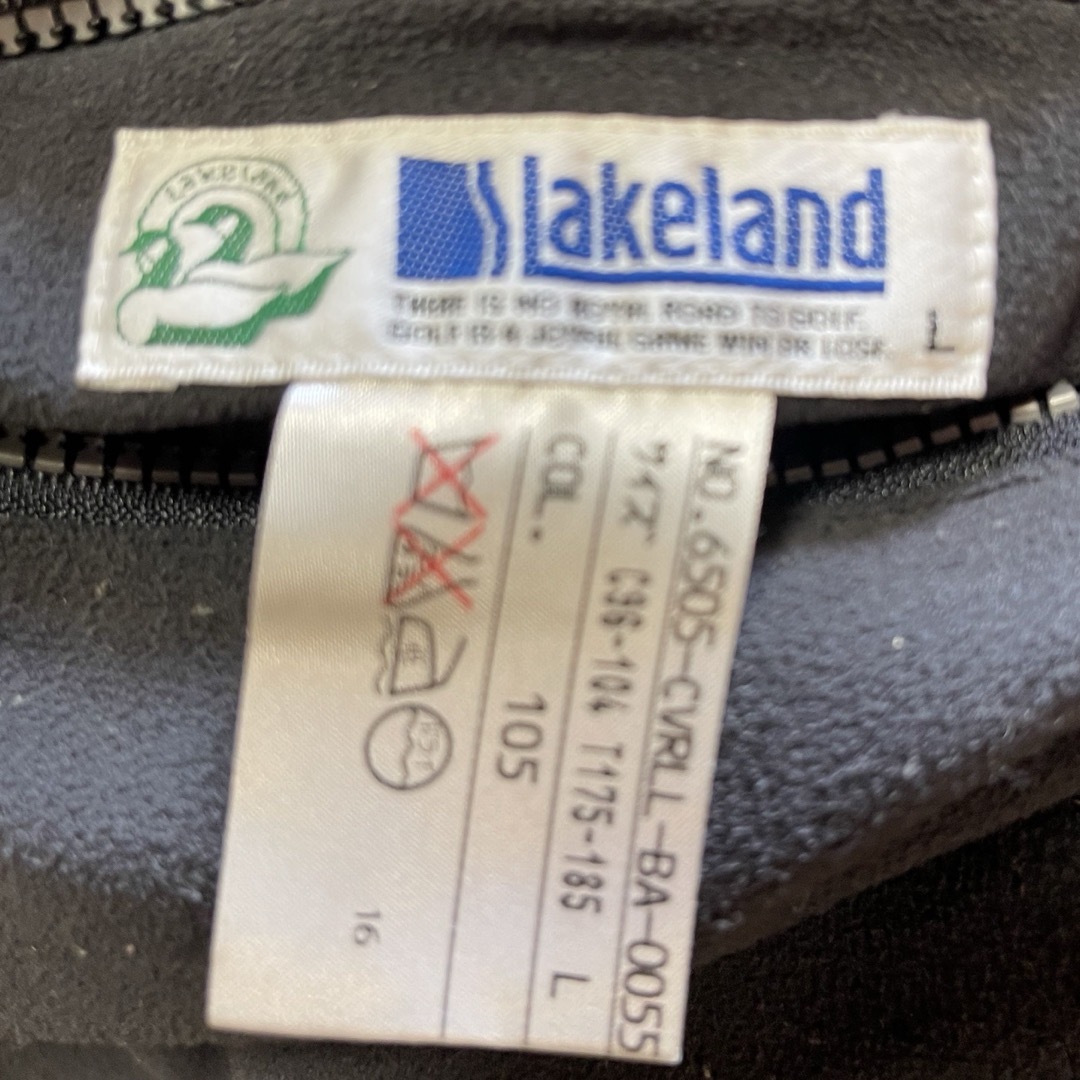 Lakeland
Lakeland
THERE IS NO ROYAL ROAD TO GOLF.
GOLF IS A JOYFUL GAME WIN OR LOSE.
L
NO.6505-CVRLL-BA-0055
サイズ C96-104 T175-185 L
COL. 105
16